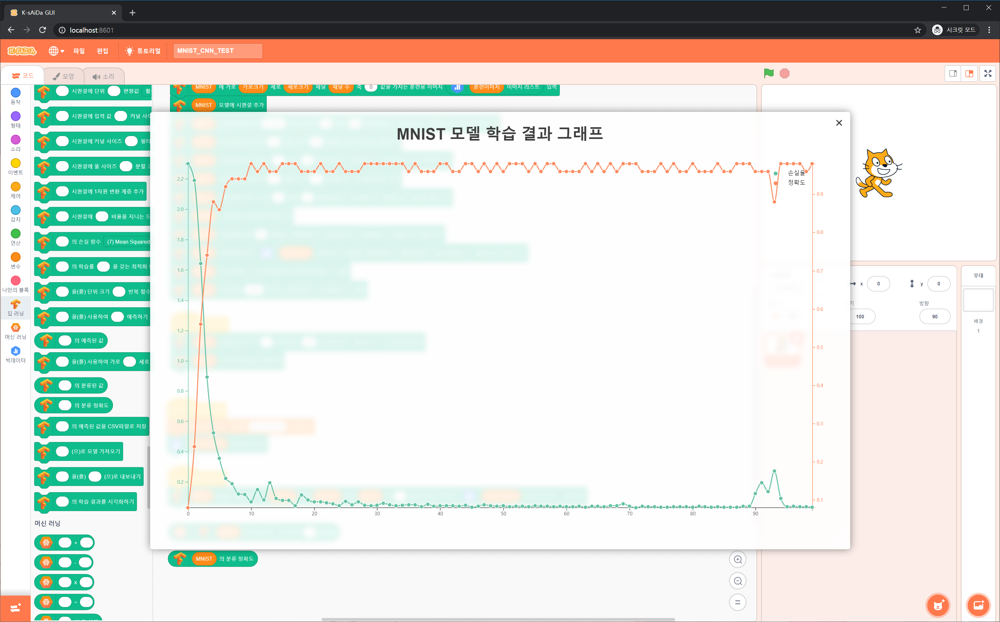 K-sAiDa GUI
localhost:8601
시크릿 모드
K-SAIDA
파일
편집
튜토리얼
MNIST_CNN_TEST
코드
모양
소리
동작
형태
소리
이벤트
제어
감지
연산
변수
나만의 블록
딥 러닝
머신 러닝
빅데이터
시퀀셜에 단위 편향값
시퀀셜에 입력 값 커널
시퀀셜에 커널 사이즈
시퀀셜에 풀 사이즈 분할
시퀀셜에 1차원 변환 계층 추가
시퀀셜에 비율을 지니는
의 손실 함수 (7) Mean Squared
의 학습률 을 갖는 최적화
을(를) 단위 크기 반복 횟수
을(를) 사용하여 예측하기
의 예측된 값
을(를) 사용하여 가로 세로
의 분류된 값
의 분류 정확도
의 예측된 값을 CSV파일로 저장
(으)로 모델 가져오기
을(를) (으)로 내보내기
의 학습 결과를 시각화하기
머신 러닝
+
-
x
÷
MNIST 에 가로 가로크기 세로 세로크기 채널 채널 수 축 0 값을 가지는 훈련용 이미지 훈련이미지 이미지 리스트 입력
MNIST 모델에 시퀀셜 추가
MNIST 모델 학습 결과 그래프
손실율
정확도
2.2
2.0
1.8
1.6
1.4
1.2
1.0
0.8
0.6
0.4
0.2
0 10 20 30 40 50 60 70 80 90
0.9
0.8
0.7
0.6
0.5
0.4
0.3
0.2
0.1
MNIST 의 분류 정확도
x 0 y 0
방향
100 90
무대
배경
1